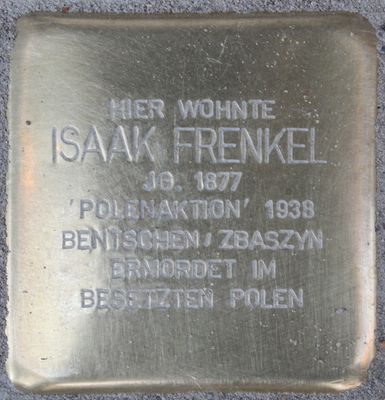 HIER WOHNTE
ISAAK FRENKEL
JG. 1877
'POLENAKTION' 1938
BENTSCHEN/ZBASZYN
ERMORDET IM
BESETZTEN POLEN